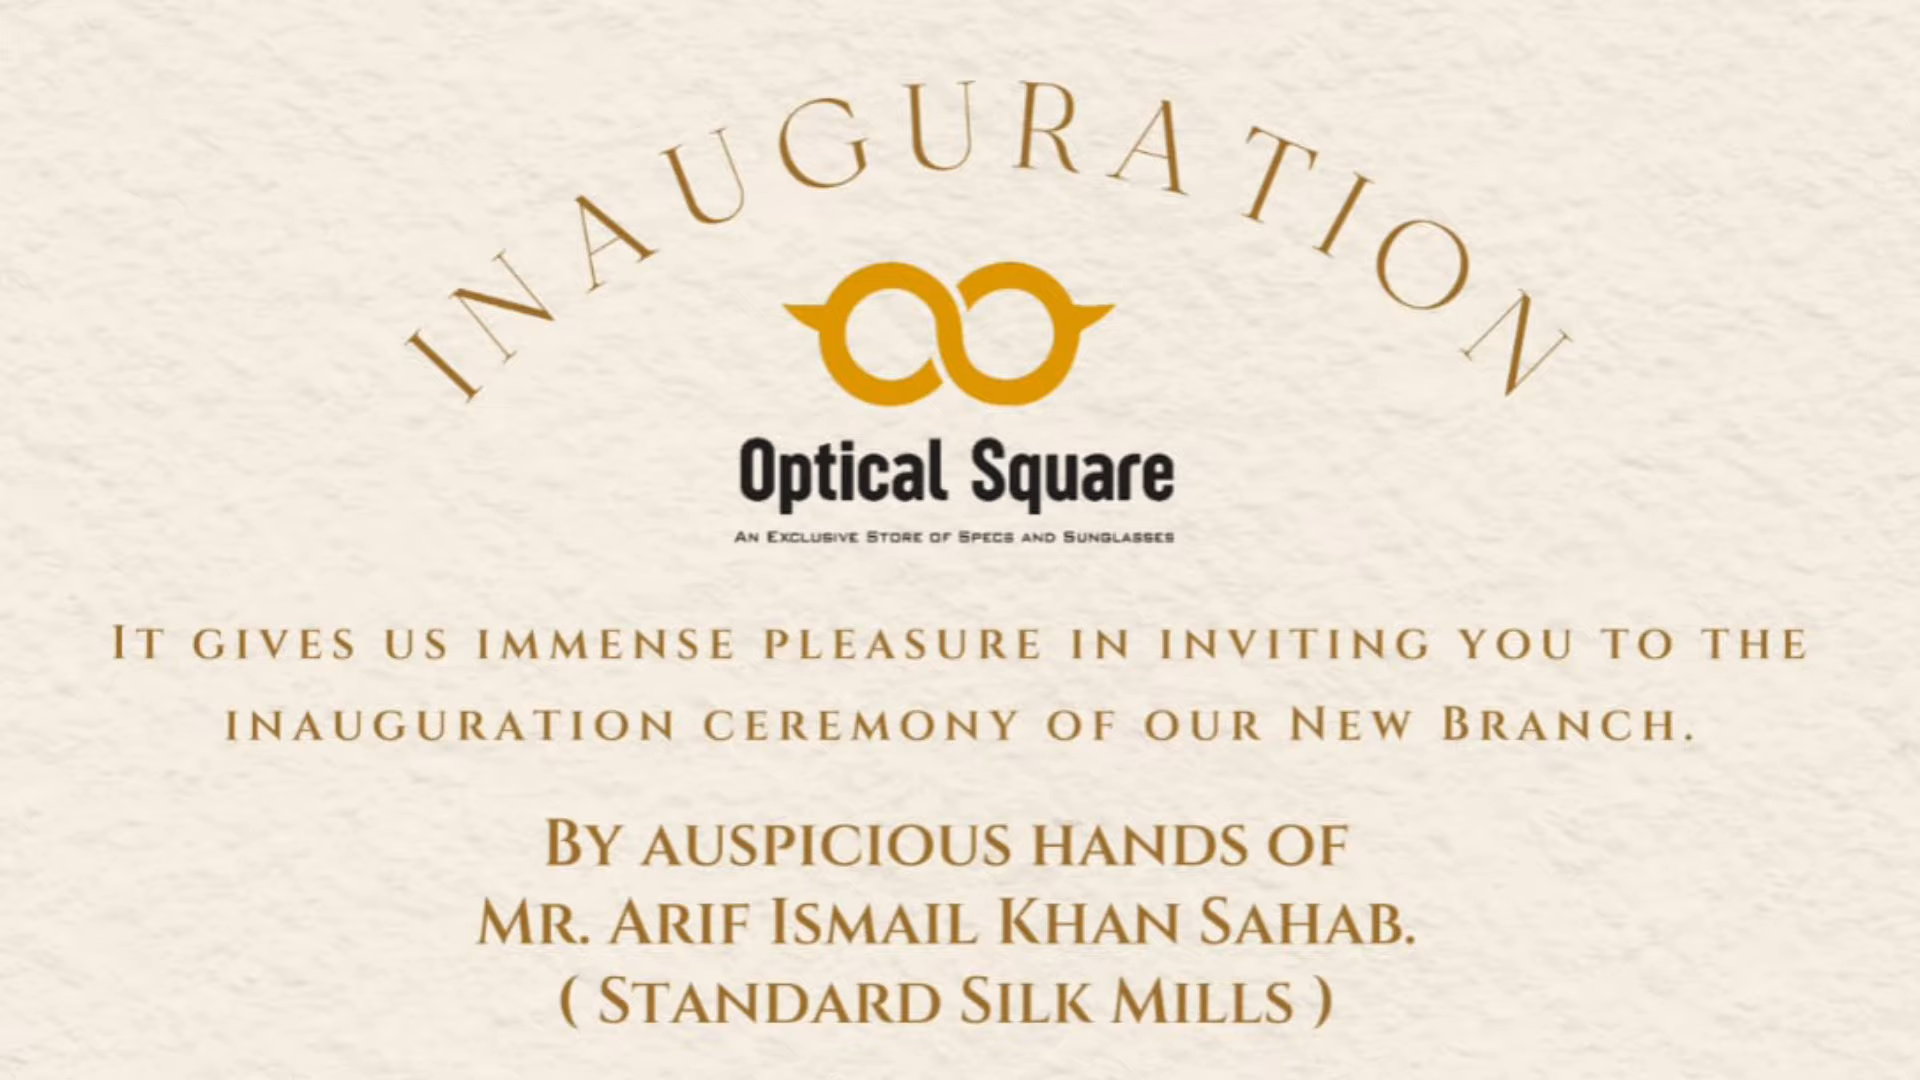 INAUGURATION
Optical Square
An Exclusive Store of Specs and Sunglasses
It gives us immense pleasure in inviting you to the
inauguration ceremony of our New Branch.
By auspicious hands of
Mr. Arif Ismail Khan Sahab.
( Standard Silk Mills )